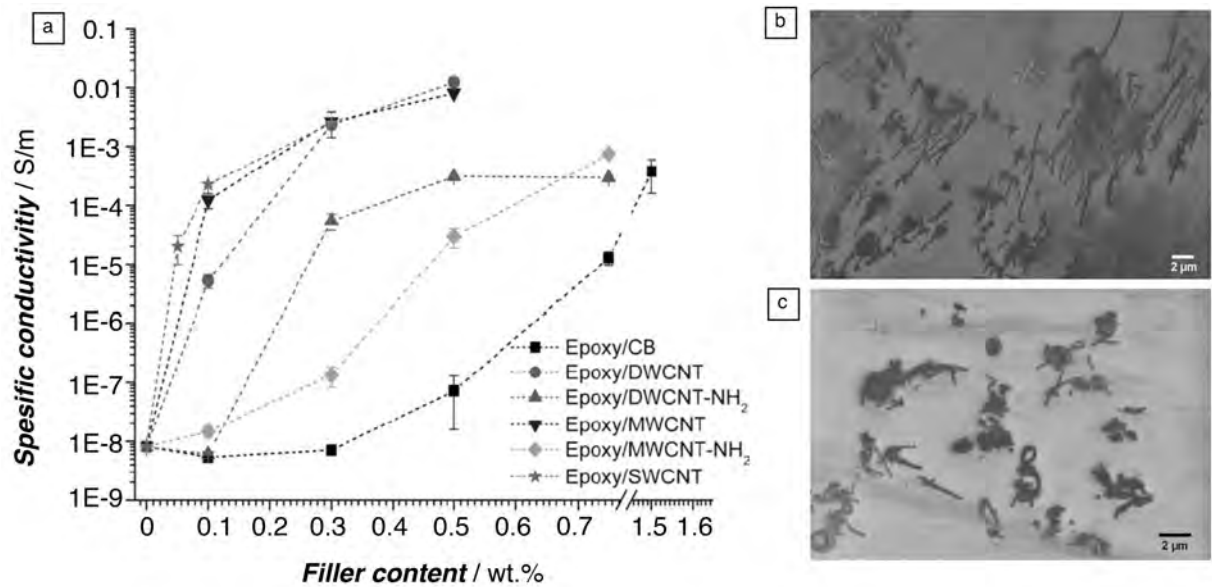 a
0.1
0.01
1E-3
1E-4
1E-5
1E-6
1E-7
1E-8
1E-9
Spesific conductivitiy / S/m
Epoxy/CB
Epoxy/DWCNT
Epoxy/DWCNT-NH2
Epoxy/MWCNT
Epoxy/MWCNT-NH2
Epoxy/SWCNT
0 0.1 0.2 0.3 0.4 0.5 0.6 0.7 1.5 1.6
Filler content / wt.%
b
2 µm
c
2 µm